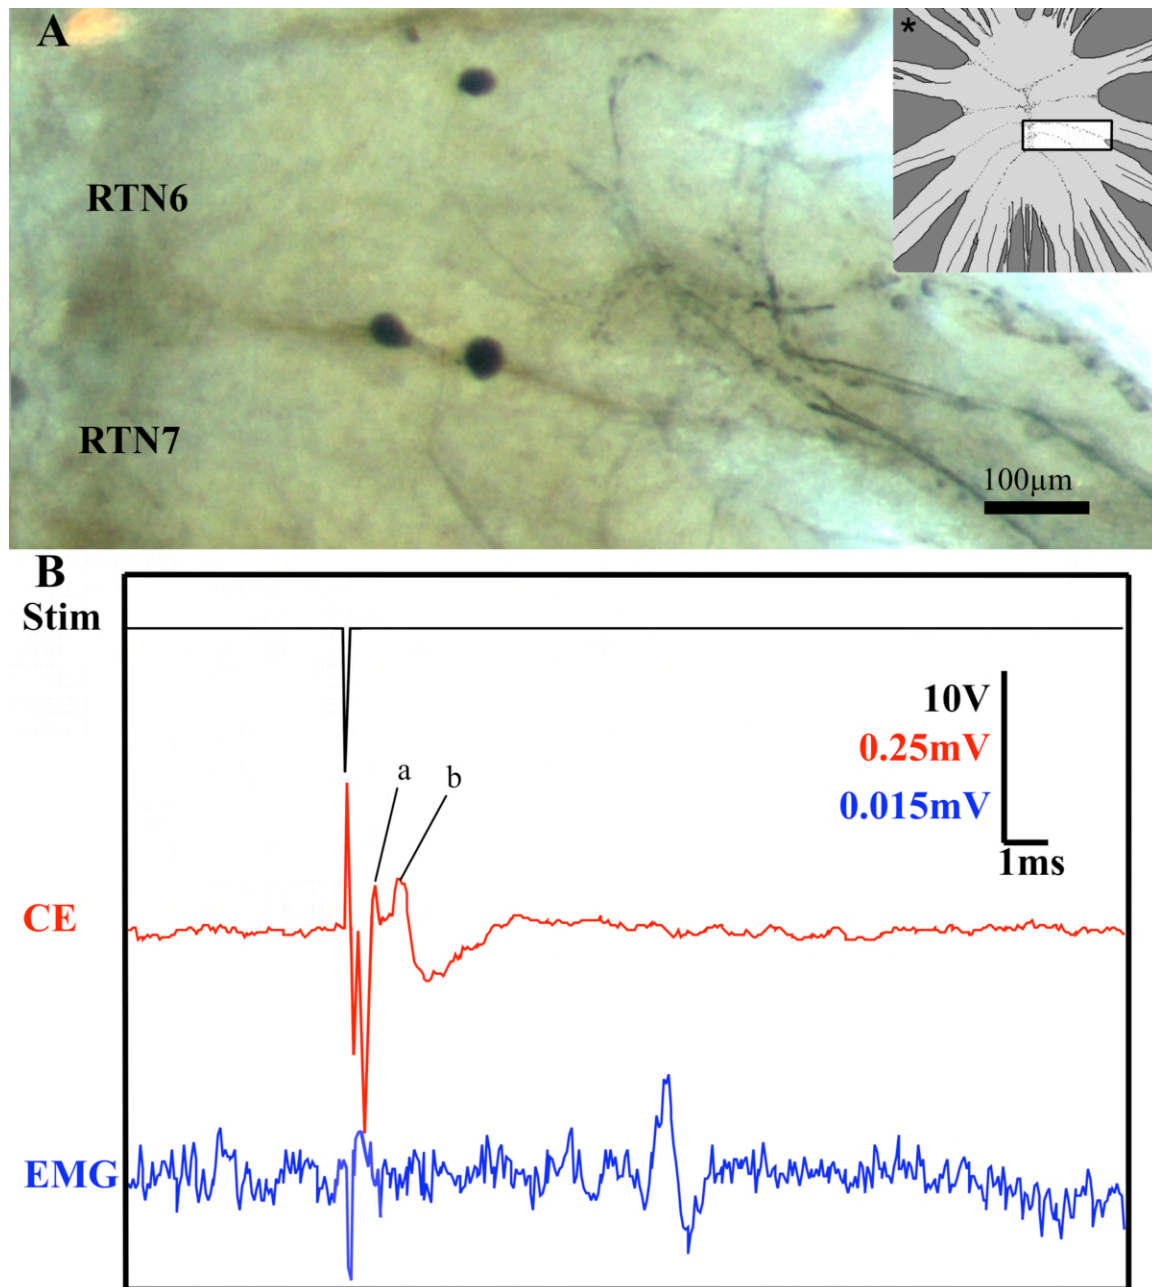 A
*
RTN6
RTN7
100µm
B
Stim
10V
0.25mV
0.015mV
1ms
a
b
CE
EMG